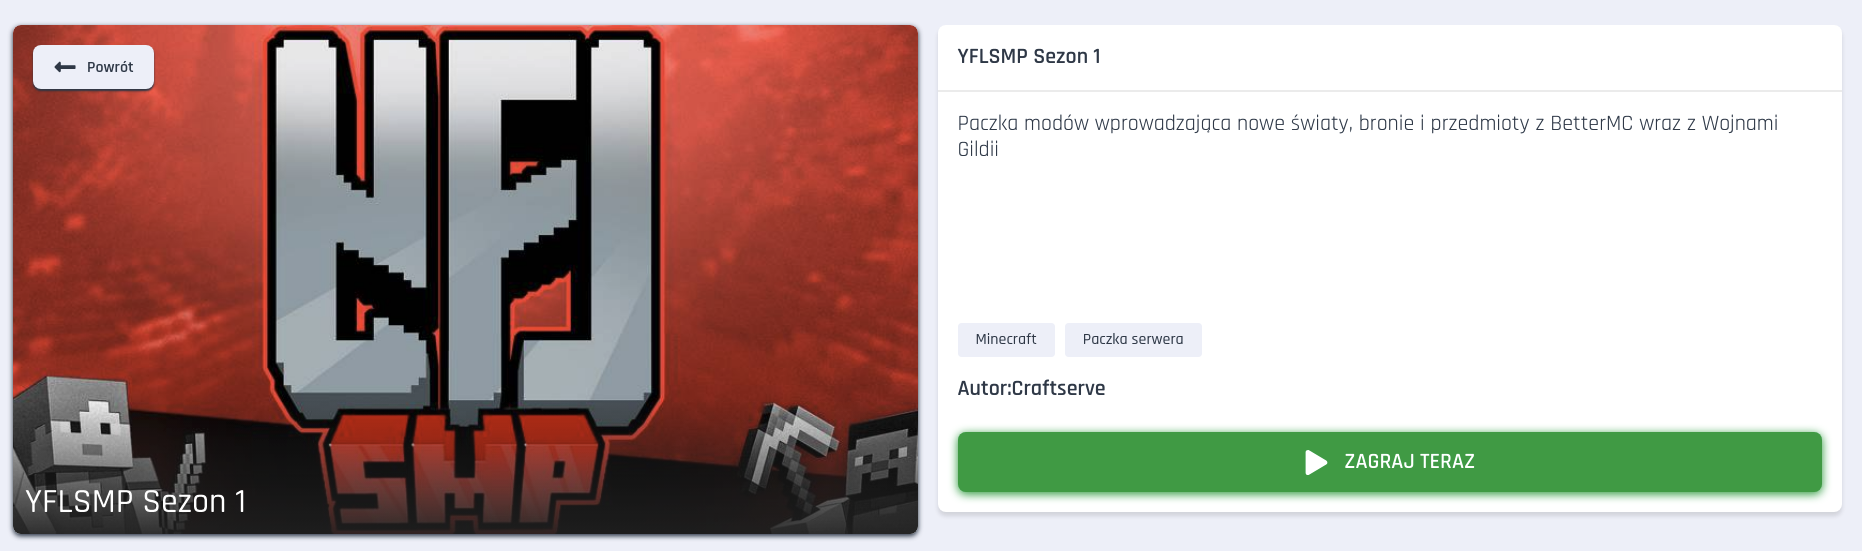 Powrót
YFL
SMP
YFLSMP Sezon 1
YFLSMP Sezon 1
Paczka modów wprowadzająca nowe światy, bronie i przedmioty z BetterMC wraz z Wojnami
Gildii
Minecraft
Paczka serwera
Autor:Craftserve
ZAGRAJ TERAZ